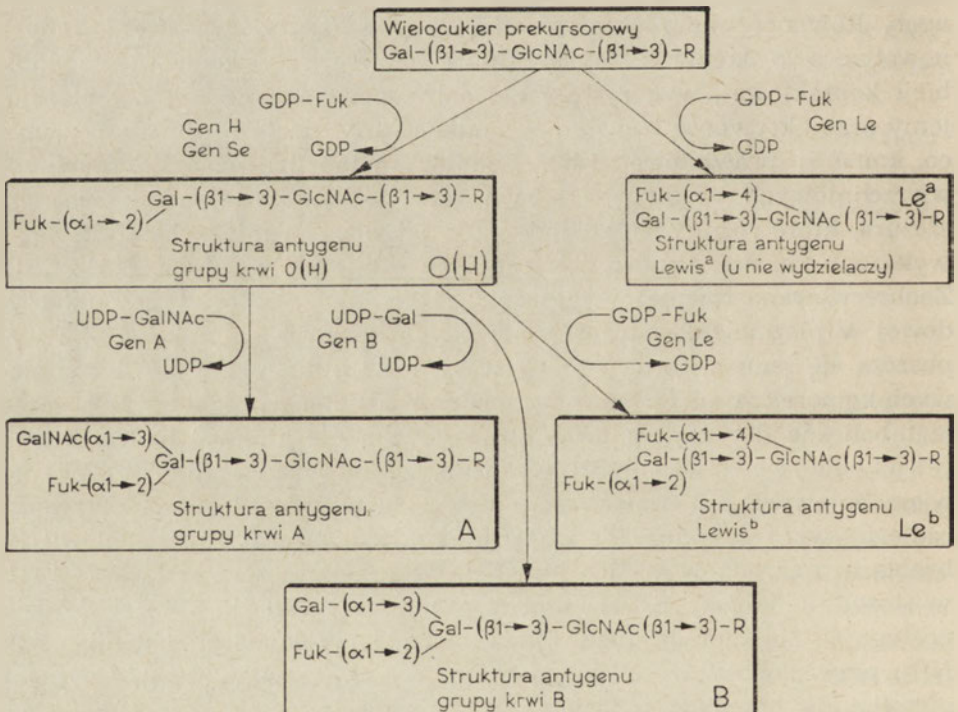 Wielocukier prekursorowy
Gal-(β1→3)-GlcNAc-(β1→3)-R
GDP-Fuk
Gen H
Gen Se
GDP
GDP-Fuk
Gen Le
GDP
Gal-(β1→3)-GlcNAc-(β1→3)-R
Fuk-(α1→2)
Struktura antygenu
grupy krwi O(H)
O(H)
Fuk-(α1→4)
Le^a
Gal-(β1→3)-GlcNAc(β1→3)-R
Struktura antygenu
Lewis^a (u nie wydzielaczy)
UDP-GalNAc
Gen A
UDP
UDP-Gal
Gen B
UDP
GDP-Fuk
Gen Le
GDP
GalNAc(α1→3)
Gal-(β1→3)-GlcNAc-(β1→3)-R
Fuk-(α1→2)
Struktura antygenu
grupy krwi A
A
Fuk-(α1→4)
Gal-(β1→3)-GlcNAc(β1→3)-R
Fuk-(α1→2)
Struktura antygenu
Lewis^b
Le^b
Gal-(α1→3)
Gal-(β1→3)-GlcNAc(β1→3)-R
Fuk-(α1→2)
Struktura antygenu
grupy krwi B
B